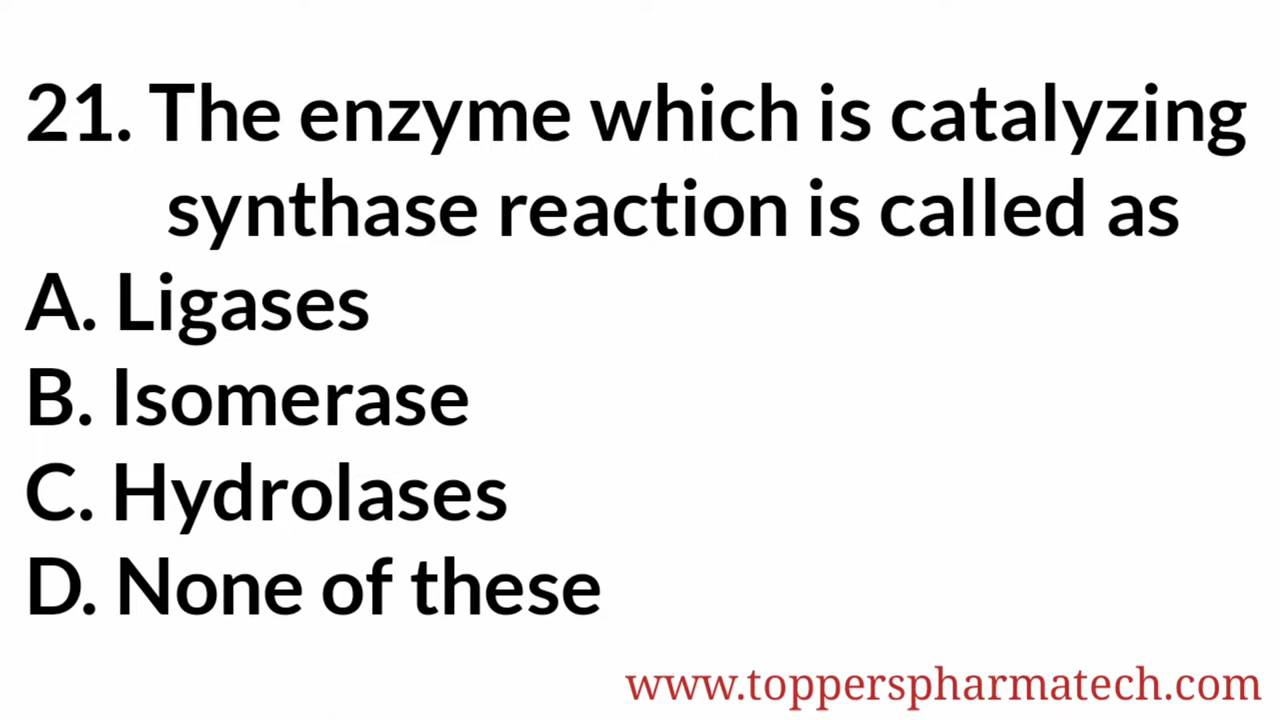 21. The enzyme which is catalyzing
synthase reaction is called as
A. Ligases
B. Isomerase
C. Hydrolases
D. None of these
www.topperspharmatech.com